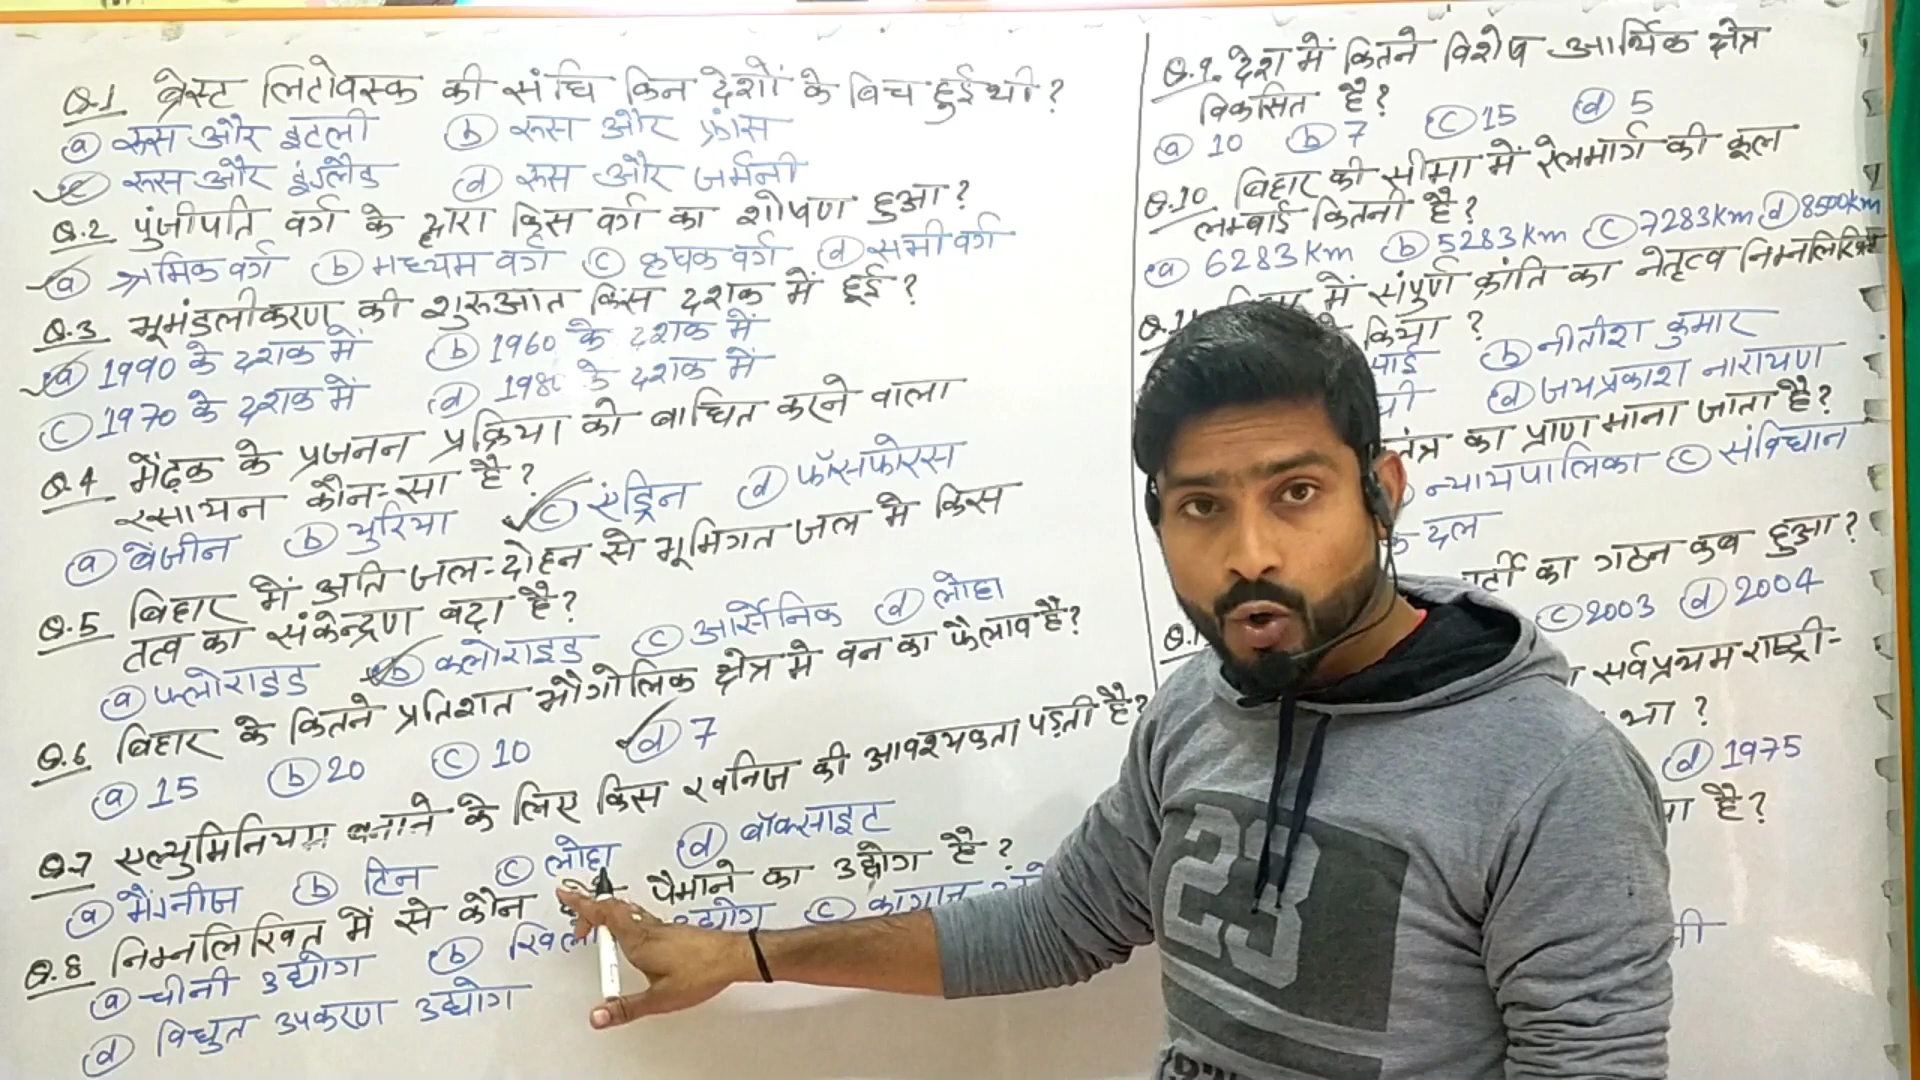 Q.1 ब्रेस्ट लिटोवस्क की संधि किन देशों के बिच हुई थी ?
(a) रूस और इटली (b) रूस और फ्रांस
(c) रूस और इंग्लैंड (d) रूस और जर्मनी
Q.2 पुंजीपति वर्ग के द्वारा किस वर्ग का शोषण हुआ ?
(a) श्रमिक वर्ग (b) मध्यम वर्ग (c) कृषक वर्ग (d) सभी वर्ग
Q.3 भूमंडलीकरण की शुरुआत किस दशक में हुई ?
(a) 1990 के दशक में (b) 1960 के दशक में
(c) 1970 के दशक में (d) 198 के दशक में
Q.4 मेंढ़क के प्रजनन प्रक्रिया को बाधित करने वाला
रसायन कौन-सा है ?
(a) बेंजीन (b) युरिया (c) एंड्रिन (d) फॉसफोरस
Q.5 बिहार में अति जल-दोहन से भूमिगत जल मे किस
तत्व का संकेन्द्रण बढ़ा है ?
(a) फ्लोराइड (b) क्लोराइड (c) आर्सेनिक (d) लोहा
Q.6 बिहार के कितने प्रतिशत भौगोलिक क्षेत्र मे वन का फैलाव है ?
(a) 15 (b) 20 (c) 10 (d) 7
Q.7 एल्युमिनियम बनाने के लिए किस खनिज की आवश्यकता पड़ती है ?
(a) मैंगनीज (b) टिन (c) लोहा (d) बॉक्साइट
Q.8 निम्नलिखित में से कौन पैमाने का उद्योग है ?
(a) चीनी उद्योग (b) उद्योग (c) कागज
(d) विधुत उपकरण उद्योग
Q.9. देश में कितने विशेष आर्थिक क्षेत्र
विकसित है ?
(a) 10 (b) 7 (c) 15 (d) 5
Q.10 बिहार की सीमा में रेलमार्ग की कूल
लम्बाई कितनी है ?
(a) 6283 Km (b) 5283 Km (c) 7283 Km (d) 8500 km
में संपुर्ण क्रांति का नेतृत्व निम्नलिखित
किया ?
(b) नीतीश कुमार
(d) जयप्रकाश नारायण
का प्राण माना जाता है ?
न्यायपालिका (c) संविधान
दल
का गठन कब हुआ ?
(c) 2003 (d) 2004
सर्वप्रथम राष्ट्री-
था ?
(d) 1975
है ?
23